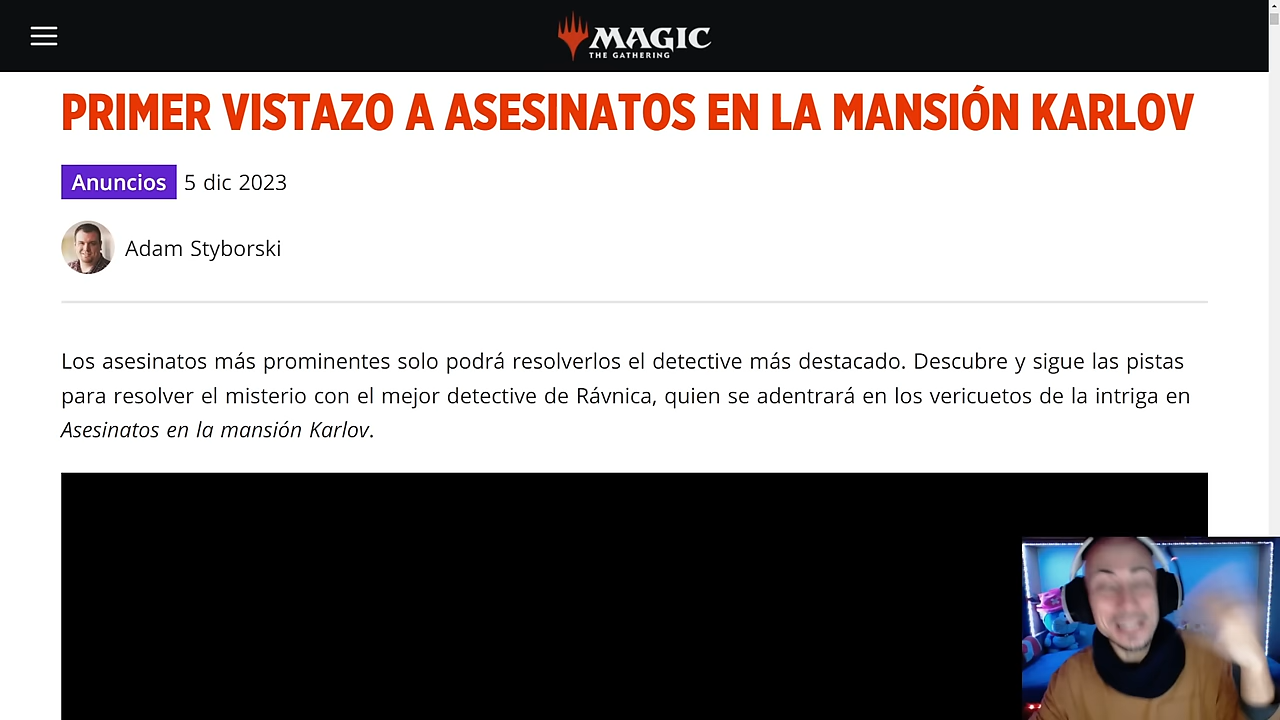 MAGIC
THE GATHERING
PRIMER VISTAZO A ASESINATOS EN LA MANSIÓN KARLOV
Anuncios 5 dic 2023
Adam Styborski
Los asesinatos más prominentes solo podrá resolverlos el detective más destacado. Descubre y sigue las pistas
para resolver el misterio con el mejor detective de Rávnica, quien se adentrará en los vericuetos de la intriga en
Asesinatos en la mansión Karlov.